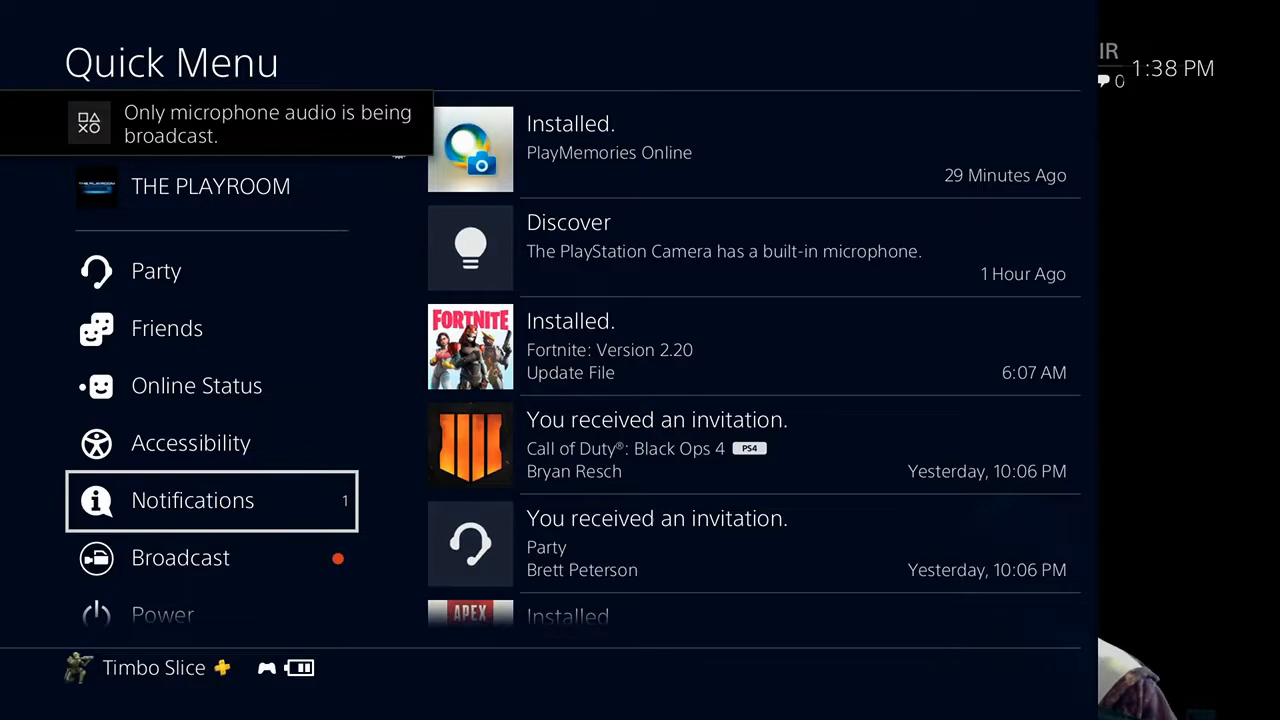 Quick Menu
IR
1:38 PM
0
Only microphone audio is being
broadcast.
THE PLAYROOM
Party
Friends
Online Status
Accessibility
Notifications 1
Broadcast
Power
Installed.
PlayMemories Online
29 Minutes Ago
Discover
The PlayStation Camera has a built-in microphone.
1 Hour Ago
FORTNITE
Installed.
Fortnite: Version 2.20
Update File
6:07 AM
You received an invitation.
Call of Duty®: Black Ops 4 PS4
Bryan Resch
Yesterday, 10:06 PM
You received an invitation.
Party
Brett Peterson
Yesterday, 10:06 PM
APEX
Installed
Timbo Slice